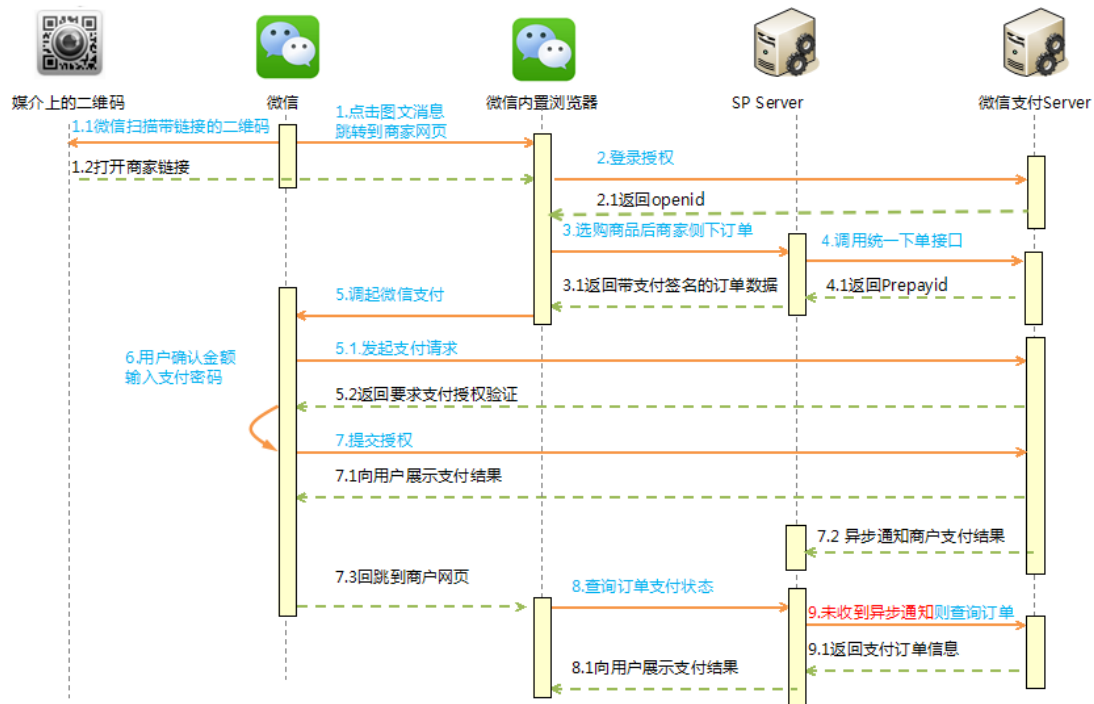 媒介上的二维码
微信
微信内置浏览器
SP Server
微信支付Server
1.点击图文消息
跳转到商家网页
1.1微信扫描带链接的二维码
1.2打开商家链接
2.登录授权
2.1返回openid
3.选购商品后商家侧下订单
4.调用统一下单接口
3.1返回带支付签名的订单数据
4.1返回Prepayid
5.调起微信支付
5.1.发起支付请求
6.用户确认金额
输入支付密码
5.2返回要求支付授权验证
7.提交授权
7.1向用户展示支付结果
7.2 异步通知商户支付结果
7.3回跳到商户网页
8.查询订单支付状态
9.未收到异步通知则查询订单
9.1返回支付订单信息
8.1向用户展示支付结果